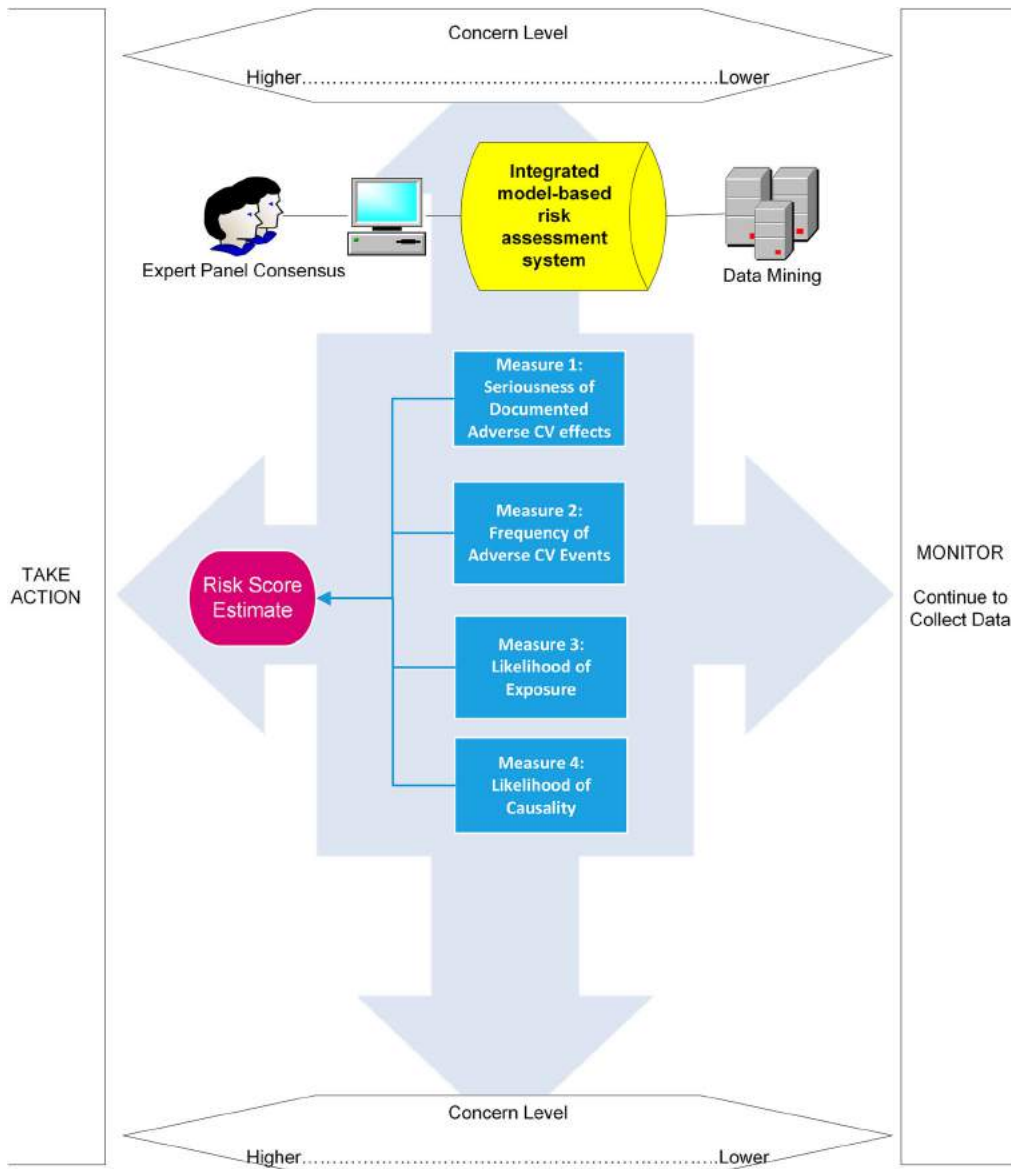 Concern Level
Higher……………………………………………………Lower
Integrated
model-based
risk
assessment
system
Expert Panel Consensus
Data Mining
Measure 1:
Seriousness of
Documented
Adverse CV effects
Measure 2:
Frequency of
Adverse CV Events
TAKE
ACTION
Risk Score
Estimate
MONITOR
Continue to
Collect Data
Measure 3:
Likelihood of
Exposure
Measure 4:
Likelihood of
Causality
Concern Level
Higher……………………………………………………Lower